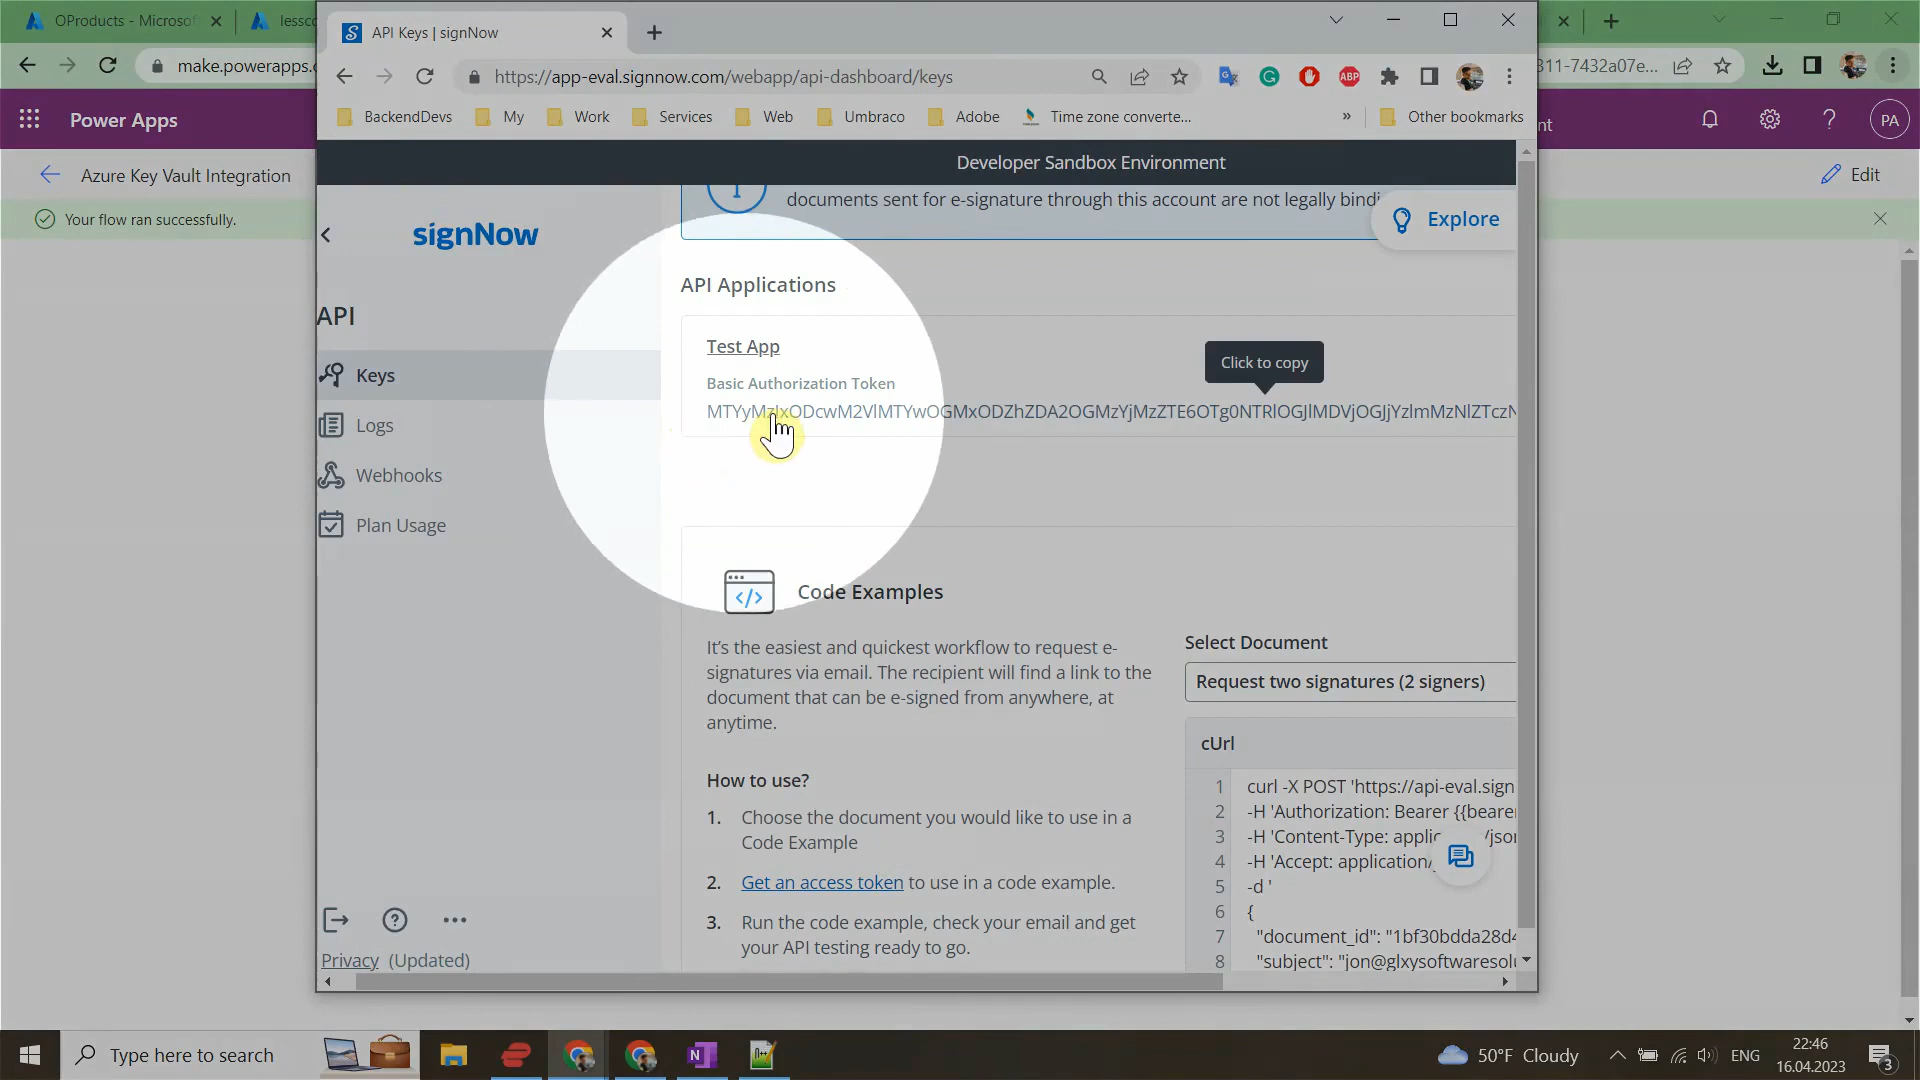 OProducts - Microsof
lessco
API Keys | signNow
make.powerapps.c
https://app-eval.signnow.com/webapp/api-dashboard/keys
311-7432a07e...
BackendDevs
My
Work
Services
Web
Umbraco
Adobe
Time zone converte...
»
Other bookmarks
Power Apps
nt
PA
Azure Key Vault Integration
Edit
Your flow ran successfully.
Developer Sandbox Environment
documents sent for e-signature through this account are not legally bindi
Explore
signNow
API
Keys
Logs
Webhooks
Plan Usage
Privacy (Updated)
API Applications
Test App
Basic Authorization Token
Click to copy
Code Examples
It's the easiest and quickest workflow to request e-
signatures via email. The recipient will find a link to the
document that can be e-signed from anywhere, at
anytime.
How to use?
1. Choose the document you would like to use in a
Code Example
2. Get an access token to use in a code example.
3. Run the code example, check your email and get
your API testing ready to go.
Select Document
Request two signatures (2 signers)
cUrl
1 curl -X POST 'https://api-eval.sign
2 -H 'Authorization: Bearer {{bearer
3 -H 'Content-Type: applic /json
4 -H 'Accept: application/
5 -d '
6 {
7 "document_id": "1bf30bdda28d4
8 "subject": "jon@glxysoftwaresolu
Type here to search
50°F Cloudy
ENG
22:46
16.04.2023
3